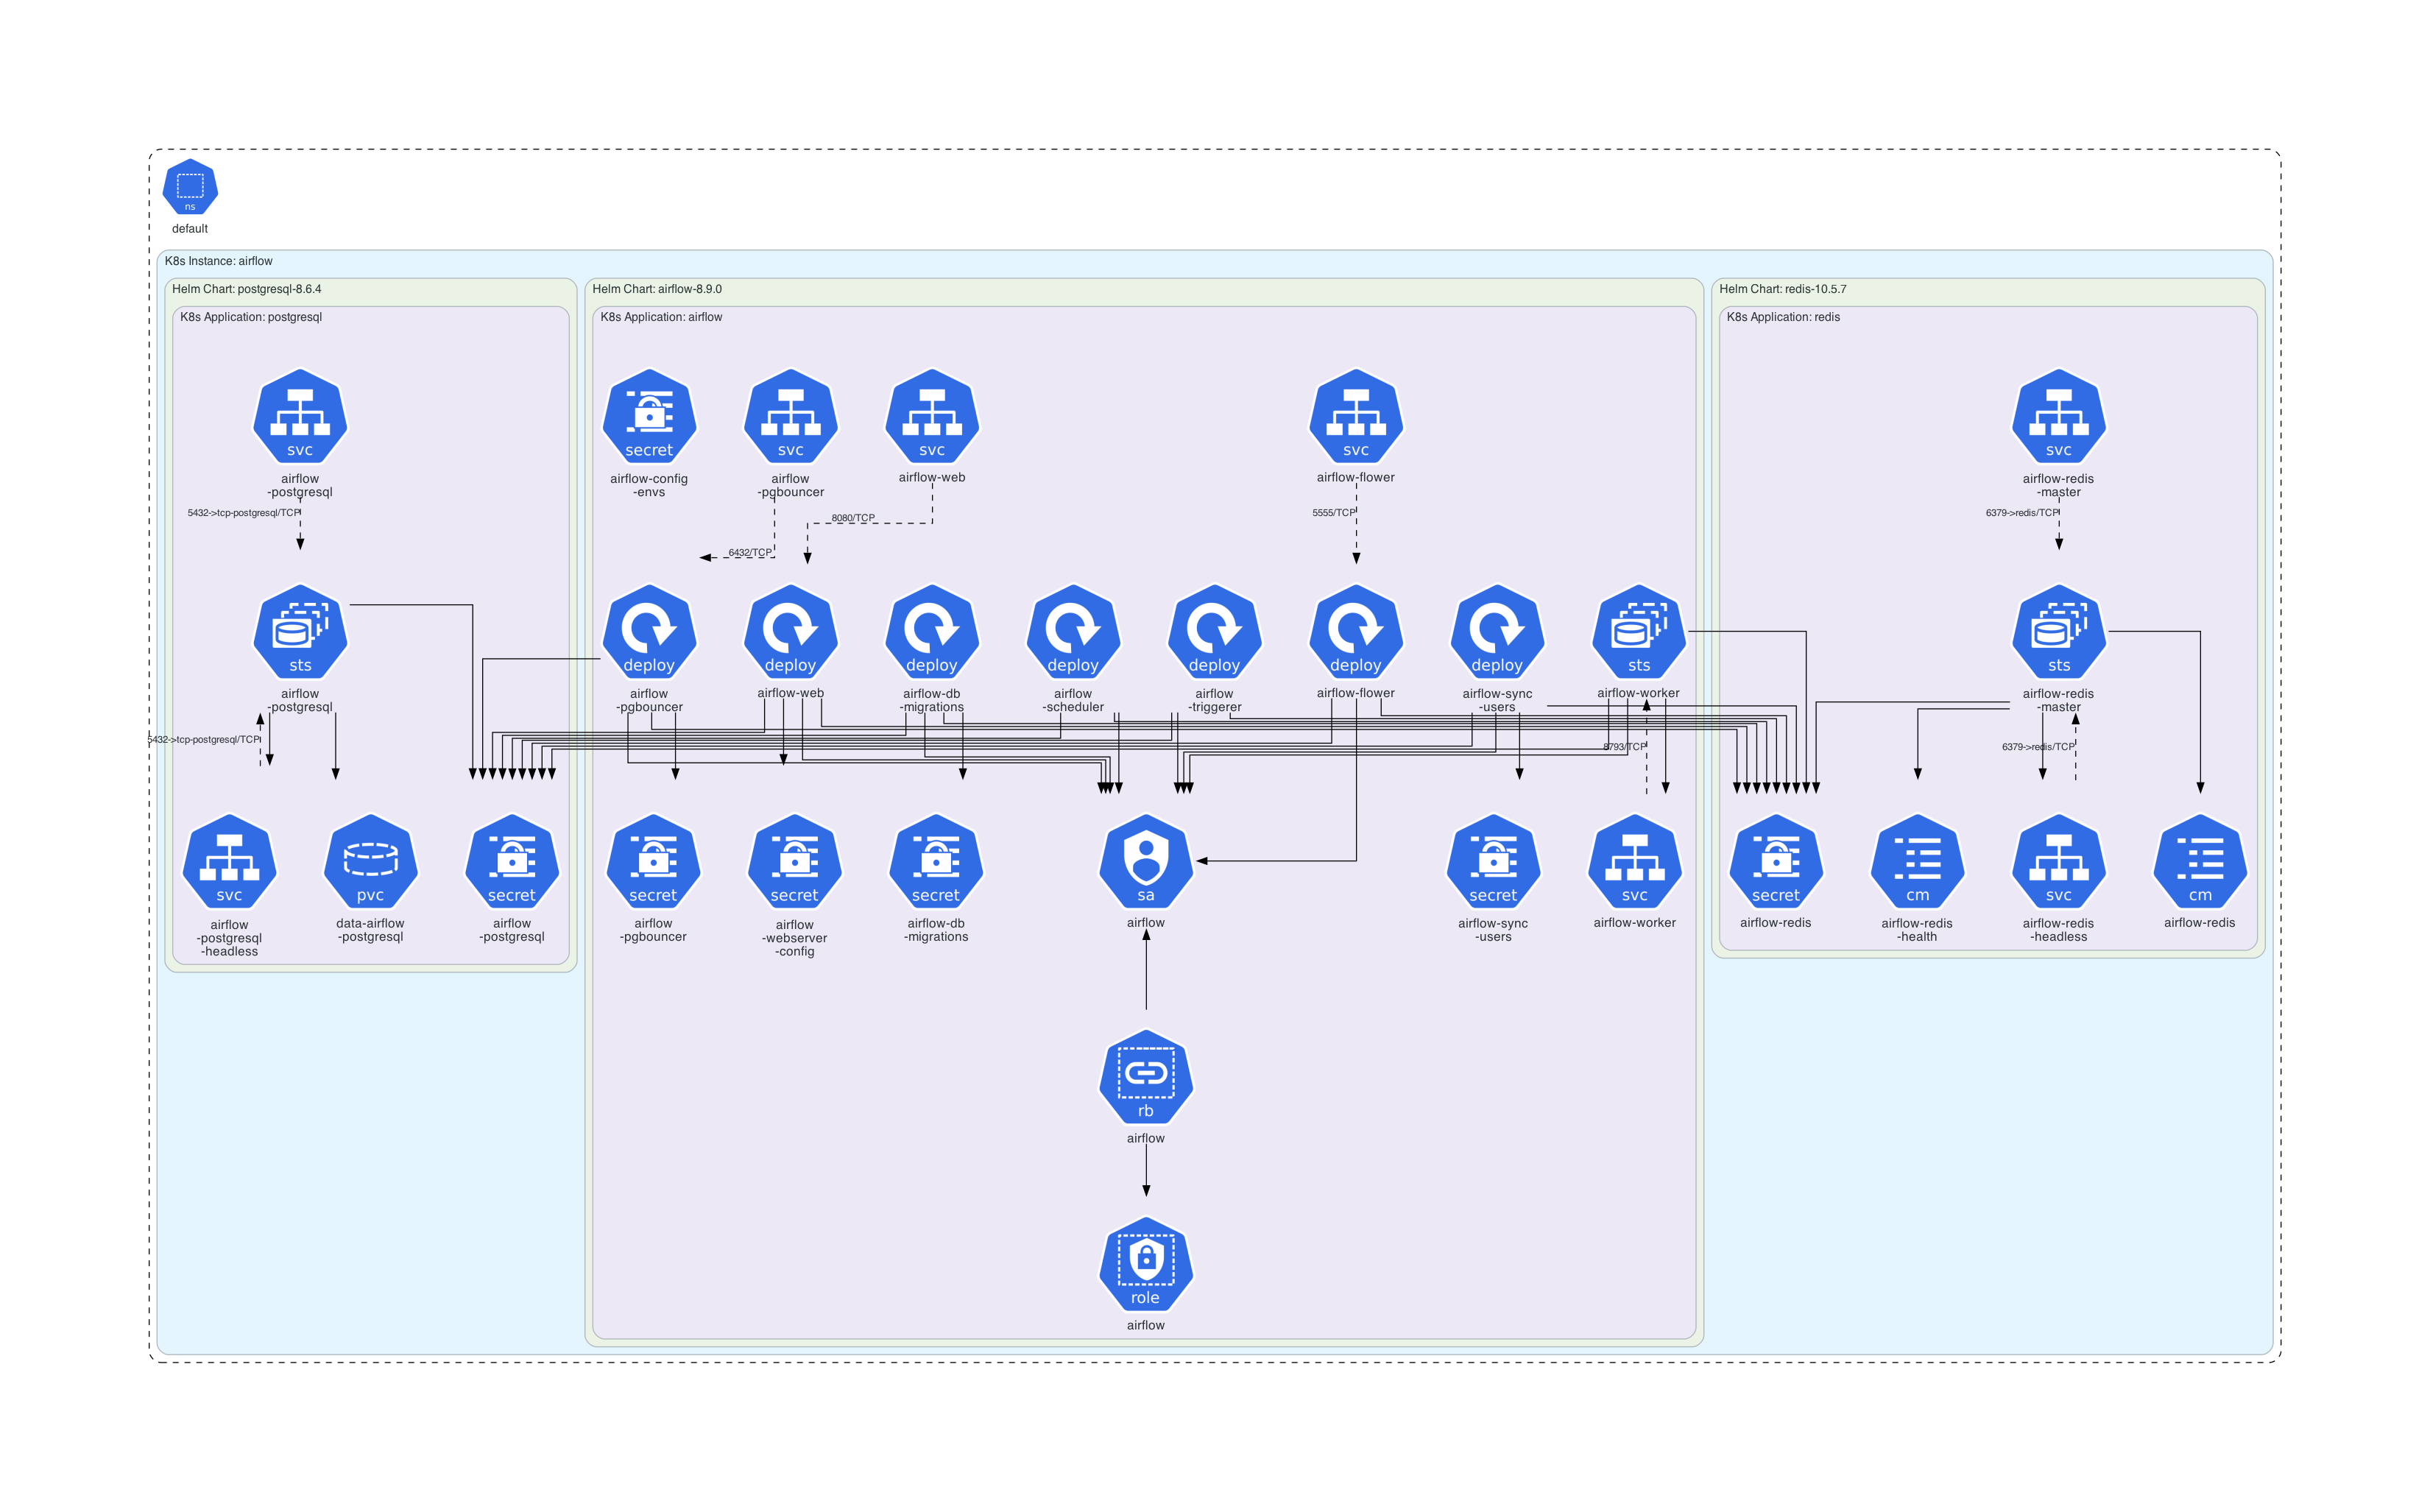 ns
default
K8s Instance: airflow
Helm Chart: postgresql-8.6.4
Helm Chart: airflow-8.9.0
Helm Chart: redis-10.5.7
K8s Application: postgresql
K8s Application: airflow
K8s Application: redis
svc
airflow
-postgresql
secret
airflow-config
-envs
svc
airflow
-pgbouncer
svc
airflow-web
svc
airflow-flower
svc
airflow-redis
-master
5432->tcp-postgresql/TCP
8080/TCP
6432/TCP
5555/TCP
6379->redis/TCP
sts
airflow
-postgresql
deploy
airflow
-pgbouncer
deploy
airflow-web
deploy
airflow-db
-migrations
deploy
airflow
-scheduler
deploy
airflow
-triggerer
deploy
airflow-flower
deploy
airflow-sync
-users
sts
airflow-worker
sts
airflow-redis
-master
5432->tcp-postgresql/TCP
8793/TCP
6379->redis/TCP
svc
airflow
-postgresql
-headless
pvc
data-airflow
-postgresql
secret
airflow
-postgresql
secret
airflow
-pgbouncer
secret
airflow
-webserver
-config
secret
airflow-db
-migrations
sa
airflow
secret
airflow-sync
-users
svc
airflow-worker
secret
airflow-redis
cm
airflow-redis
-health
svc
airflow-redis
-headless
cm
airflow-redis
rb
airflow
role
airflow